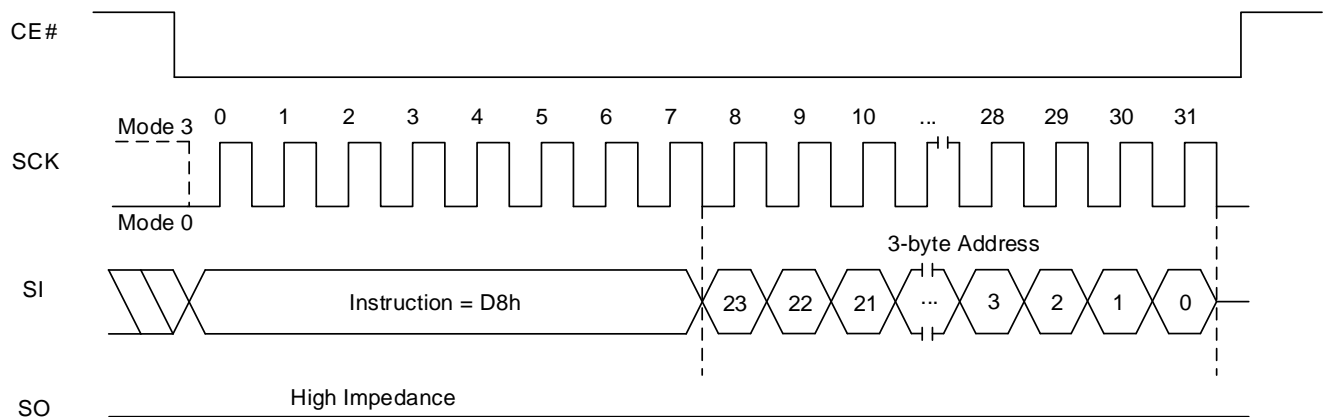 CE#
0 1 2 3 4 5 6 7 8 9 10 ... 28 29 30 31
Mode 3
SCK
Mode 0
3-byte Address
SI
Instruction = D8h 23 22 21 ... 3 2 1 0
High Impedance
SO